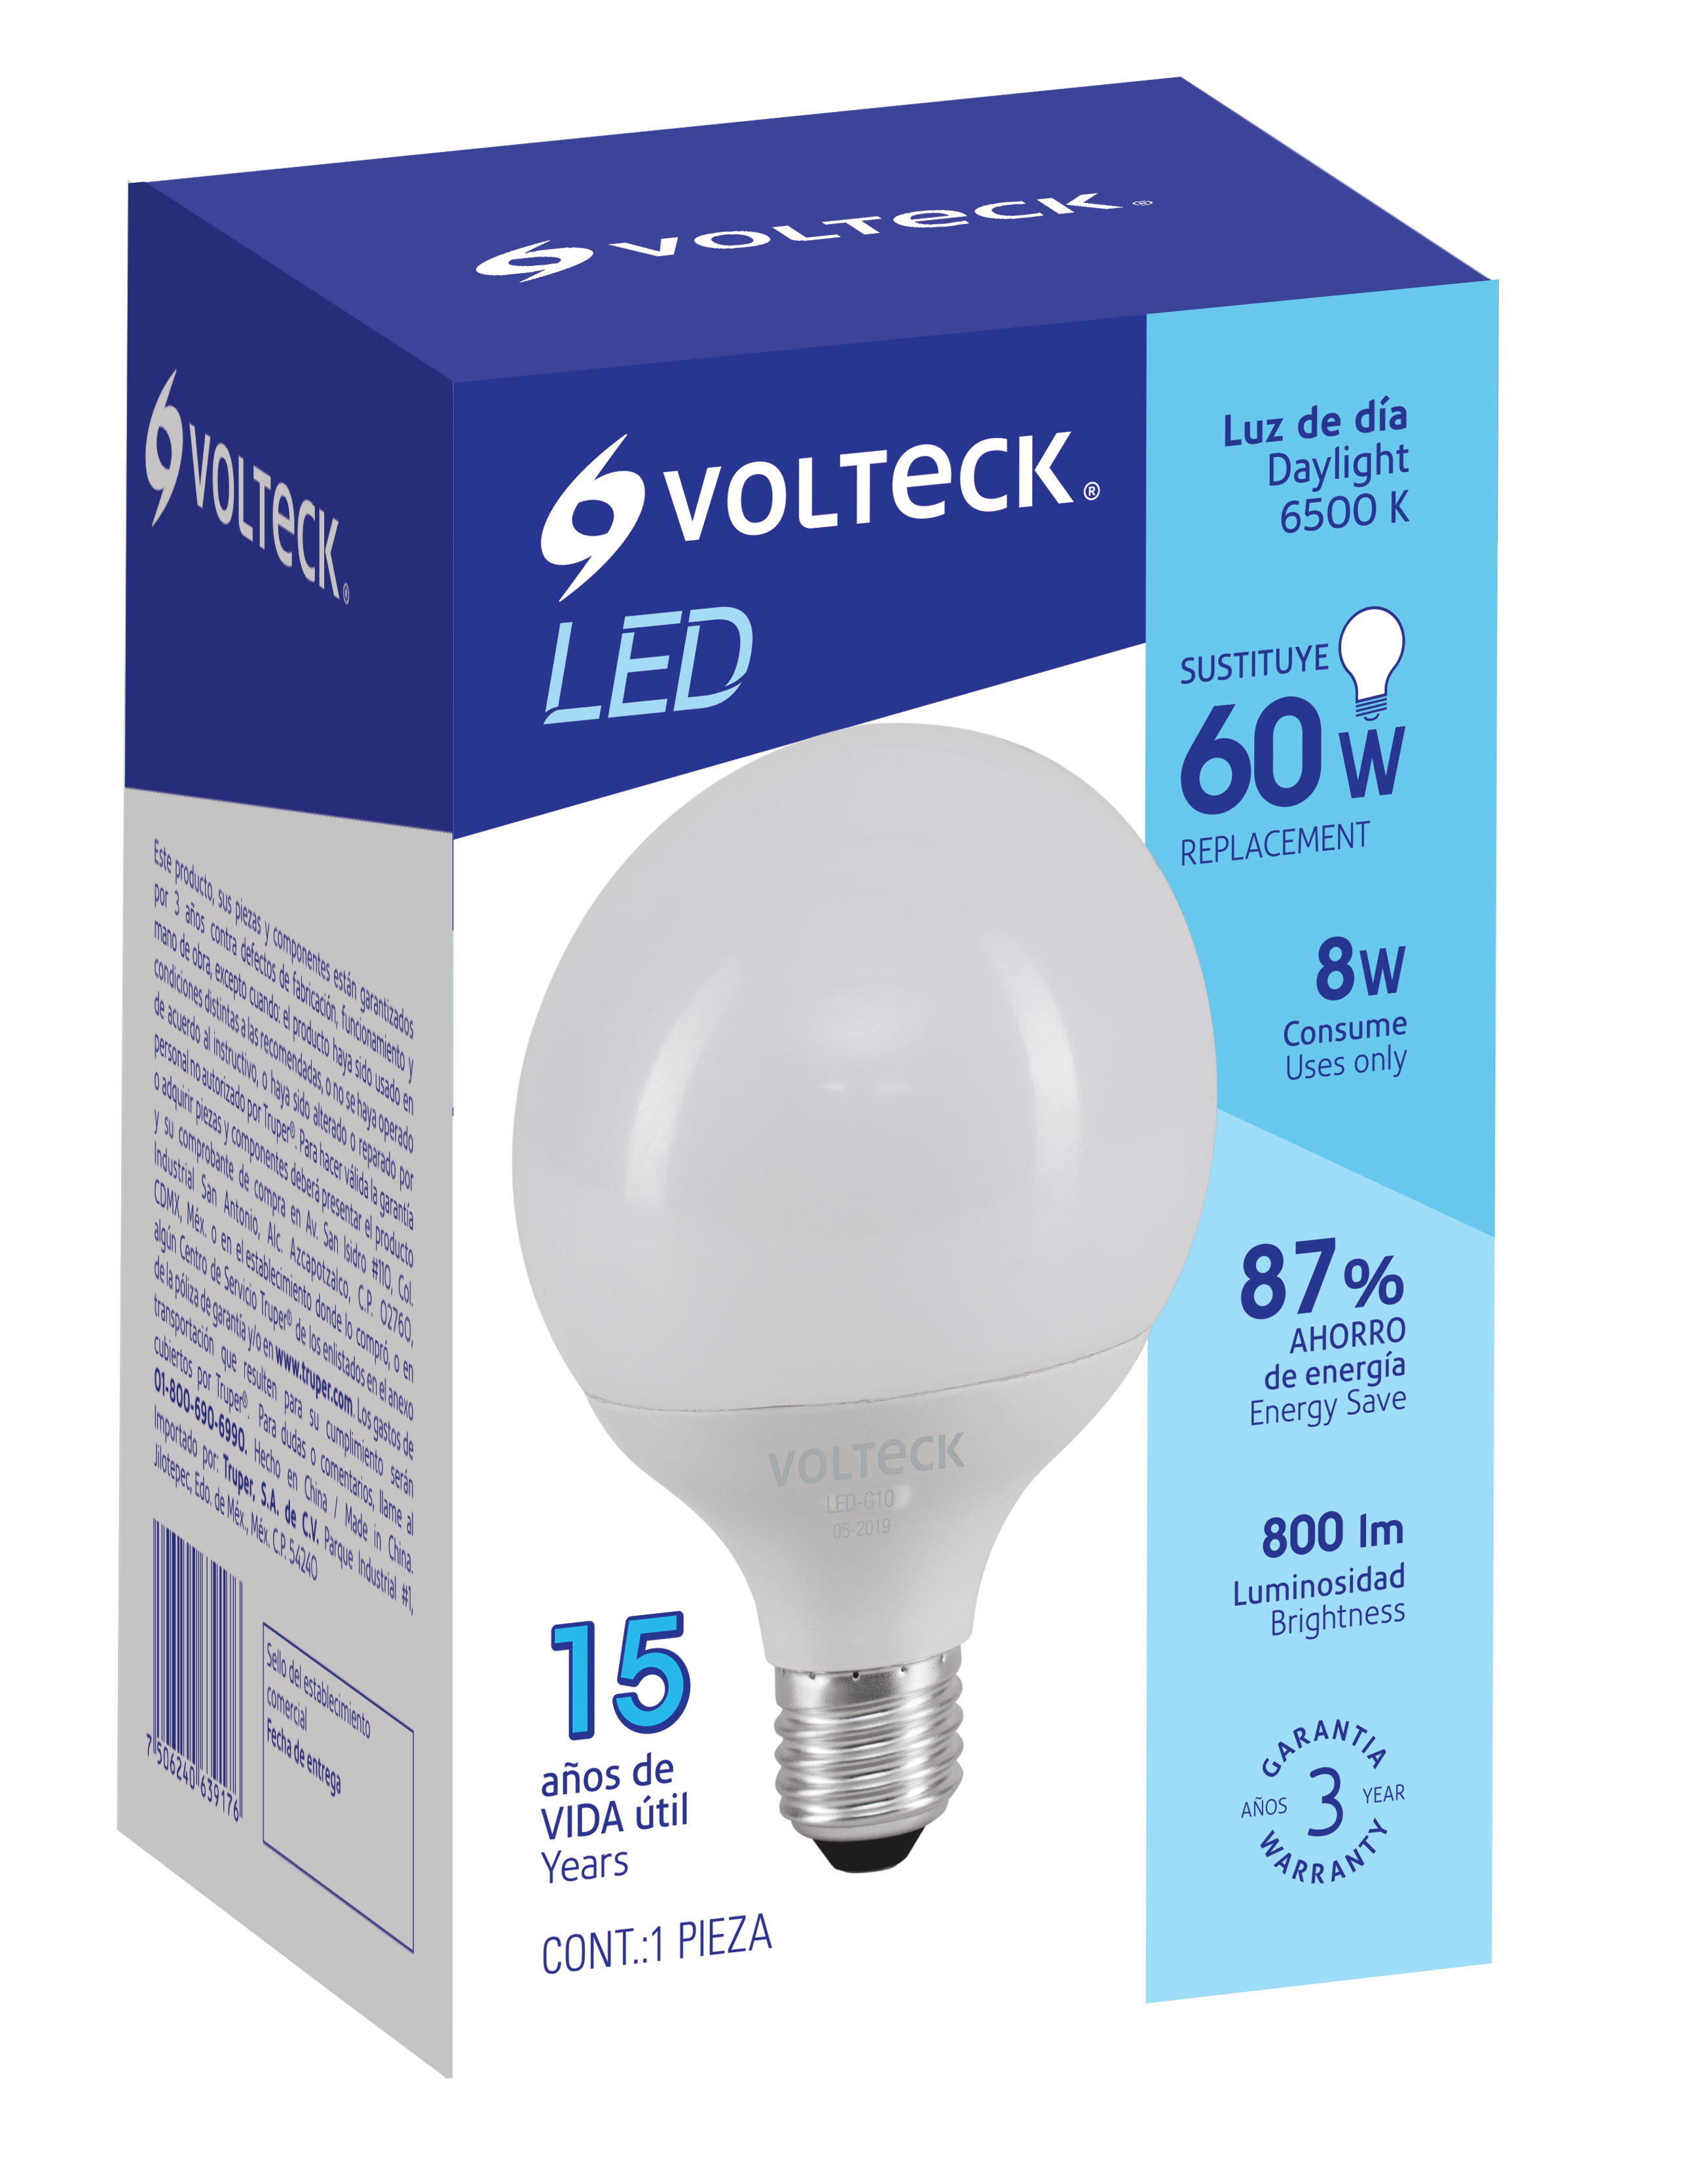 VOLTECK®
VOLTECK®
Este producto, sus piezas y componentes están garantizados
por 3 años contra defectos de fabricación, funcionamiento y
mano de obra, excepto cuando: el producto haya sido usado en
condiciones distintas a las recomendadas, o no se haya operado
de acuerdo al instructivo, o haya sido alterado o reparado por
personal no autorizado por Truper®. Para hacer válida la garantía
o adquirir piezas y componentes deberá presentar el producto
y su comprobante de compra en Av. San Isidro #110, Col.
Industrial San Antonio, Alc. Azcapotzalco, C.P. 02760,
CDMX, Méx. o en el establecimiento donde lo compró, o en
algún Centro de Servicio Truper® de los enlistados en el anexo
de la póliza de garantía y/o en www.truper.com. Los gastos de
transportación que resulten para su cumplimiento serán
cubiertos por Truper®. Para dudas o comentarios, llame al
01-800-690-6990. Hecho en China / Made in China.
Importado por: Truper, S.A. de C.V. Parque Industrial #1,
Jilotepec, Edo. de Méx., Méx. C.P. 54240
7 506240 639176
Sello del establecimiento
comercial
Fecha de entrega
VOLTECK®
LED
VOLTECK
LED-G10
05-2019
15
años de
VIDA útil
Years
CONT.:1 PIEZA
Luz de día
Daylight
6500 K
SUSTITUYE
60 W
REPLACEMENT
8W
Consume
Uses only
87%
AHORRO
de energía
Energy Save
800 lm
Luminosidad
Brightness
GARANTIA
AÑOS 3 YEAR
WARRANTY